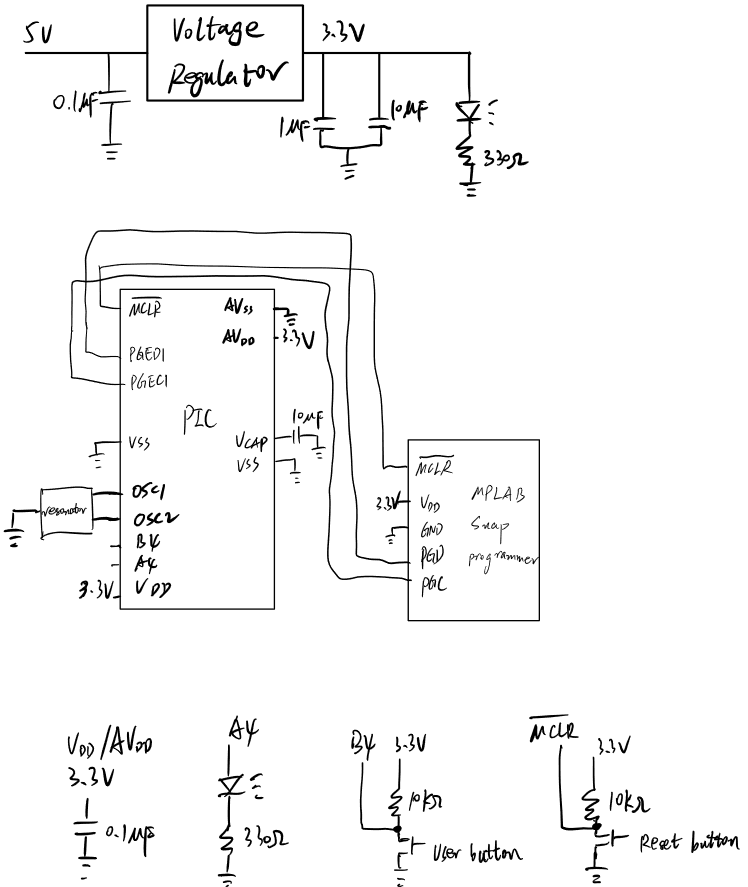 5V
Voltage
Regulator
3.3V
0.1µF
1µF
10µF
330Ω
MCLR
AVss
AVDD
3.3V
PGED1
PGEC1
PIC
VSS
VCAP
10µF
VSS
OSC1
resonator
OSC2
B4
A4
3.3V
VDD
MCLR
3.3V
VDD
MPLAB
GND
Snap
PGD
programmer
PGC
VDD/AVDD
3.3V
0.1µF
A4
330Ω
B4
3.3V
10kΩ
User button
MCLR
3.3V
10kΩ
Reset button